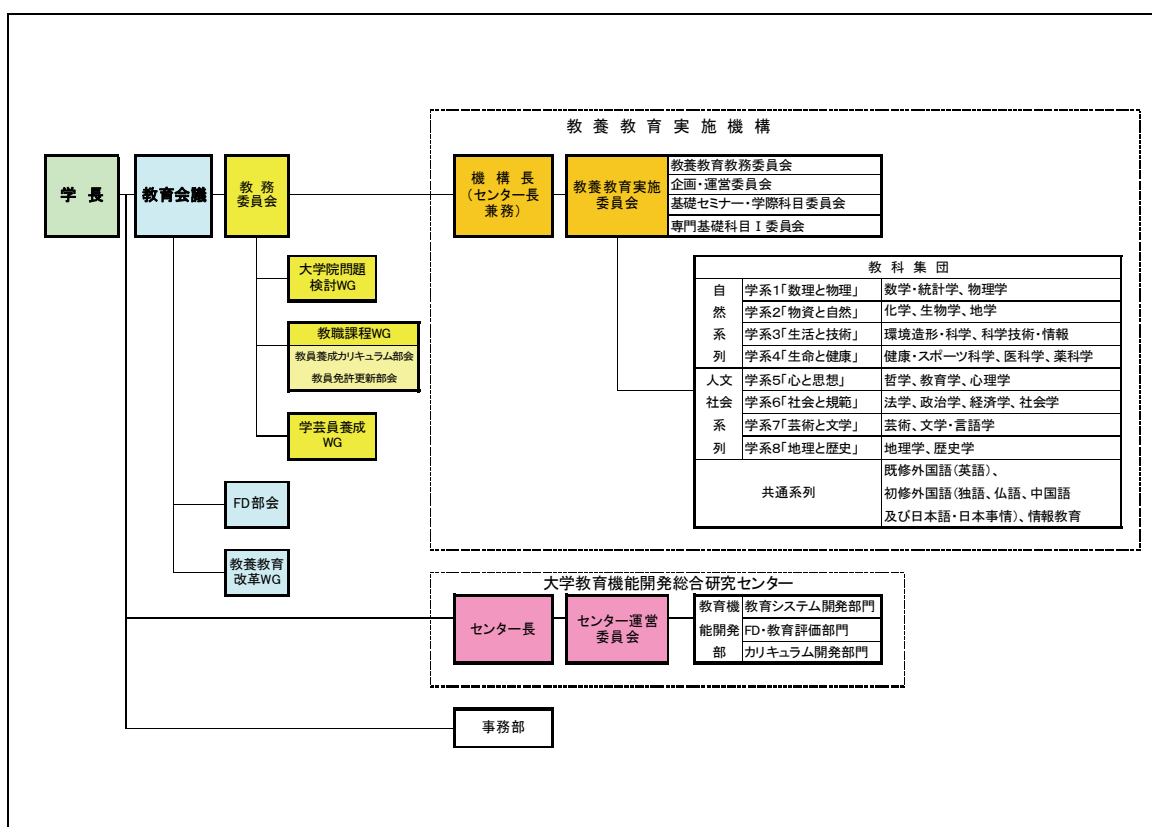 教養教育実施機構
学長
教育会議
教務
委員会
機構長
(センター長
兼務)
教養教育実施
委員会
教養教育教務委員会
企画・運営委員会
基礎セミナー・学際科目委員会
専門基礎科目Ⅰ委員会
大学院問題
検討WG
教職課程WG
教員養成カリキュラム部会
教員免許更新部会
学芸員養成
WG
FD部会
教養教育
改革WG
教科集団
自然系列
学系1「数理と物理」 数学・統計学、物理学
学系2「物資と自然」 化学、生物学、地学
学系3「生活と技術」 環境造形・科学、科学技術・情報
学系4「生命と健康」 健康・スポーツ科学、医科学、薬科学
人文社会系列
学系5「心と思想」 哲学、教育学、心理学
学系6「社会と規範」 法学、政治学、経済学、社会学
学系7「芸術と文学」 芸術、文学・言語学
学系8「地理と歴史」 地理学、歴史学
共通系列
既修外国語(英語)、
初修外国語(独語、仏語、中国語
及び日本語・日本事情)、情報教育
大学教育機能開発総合研究センター
センター長
センター運営
委員会
教育機能開発部
教育システム開発部門
FD・教育評価部門
カリキュラム開発部門
事務部